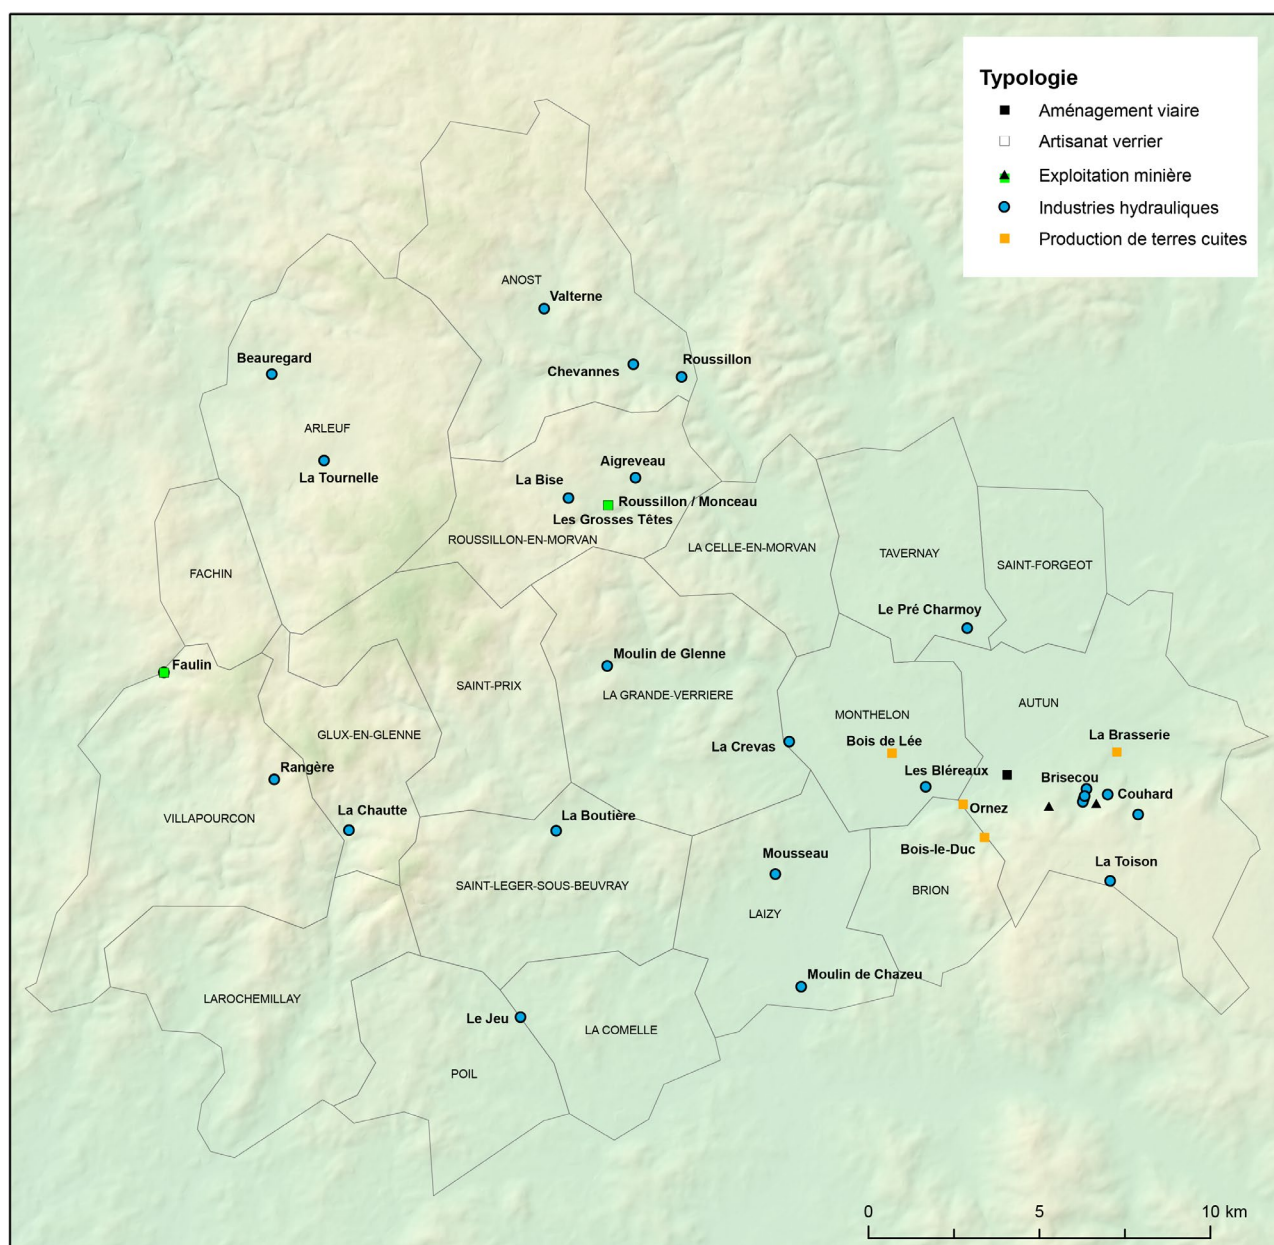 Typologie
Aménagement viaire
Artisanat verrier
Exploitation minière
Industries hydrauliques
Production de terres cuites
ANOST
Valterne
Beauregard
Chevannes
Roussillon
ARLEUF
La Tournelle
Aigreveau
La Bise
Roussillon / Monceau
Les Grosses Têtes
ROUSSILLON-EN-MORVAN
LA CELLE-EN-MORVAN
TAVERNAY
SAINT-FORGEOT
FACHIN
Le Pré Charmoy
Faulin
Moulin de Glenne
SAINT-PRIX
LA GRANDE-VERRIERE
AUTUN
MONTHELON
GLUX-EN-GLENNE
La Brasserie
Bois de Lée
La Crevas
Rangère
Les Bléreaux
Brisecou
Couhard
La Chautte
Ornez
VILLAPOURCON
La Boutière
Bois-le-Duc
Mousseau
La Toison
SAINT-LEGER-SOUS-BEUVRAY
BRION
LAIZY
Moulin de Chazeu
LAROCHEMILLAY
Le Jeu
LA COMELLE
POIL
0 5 10 km